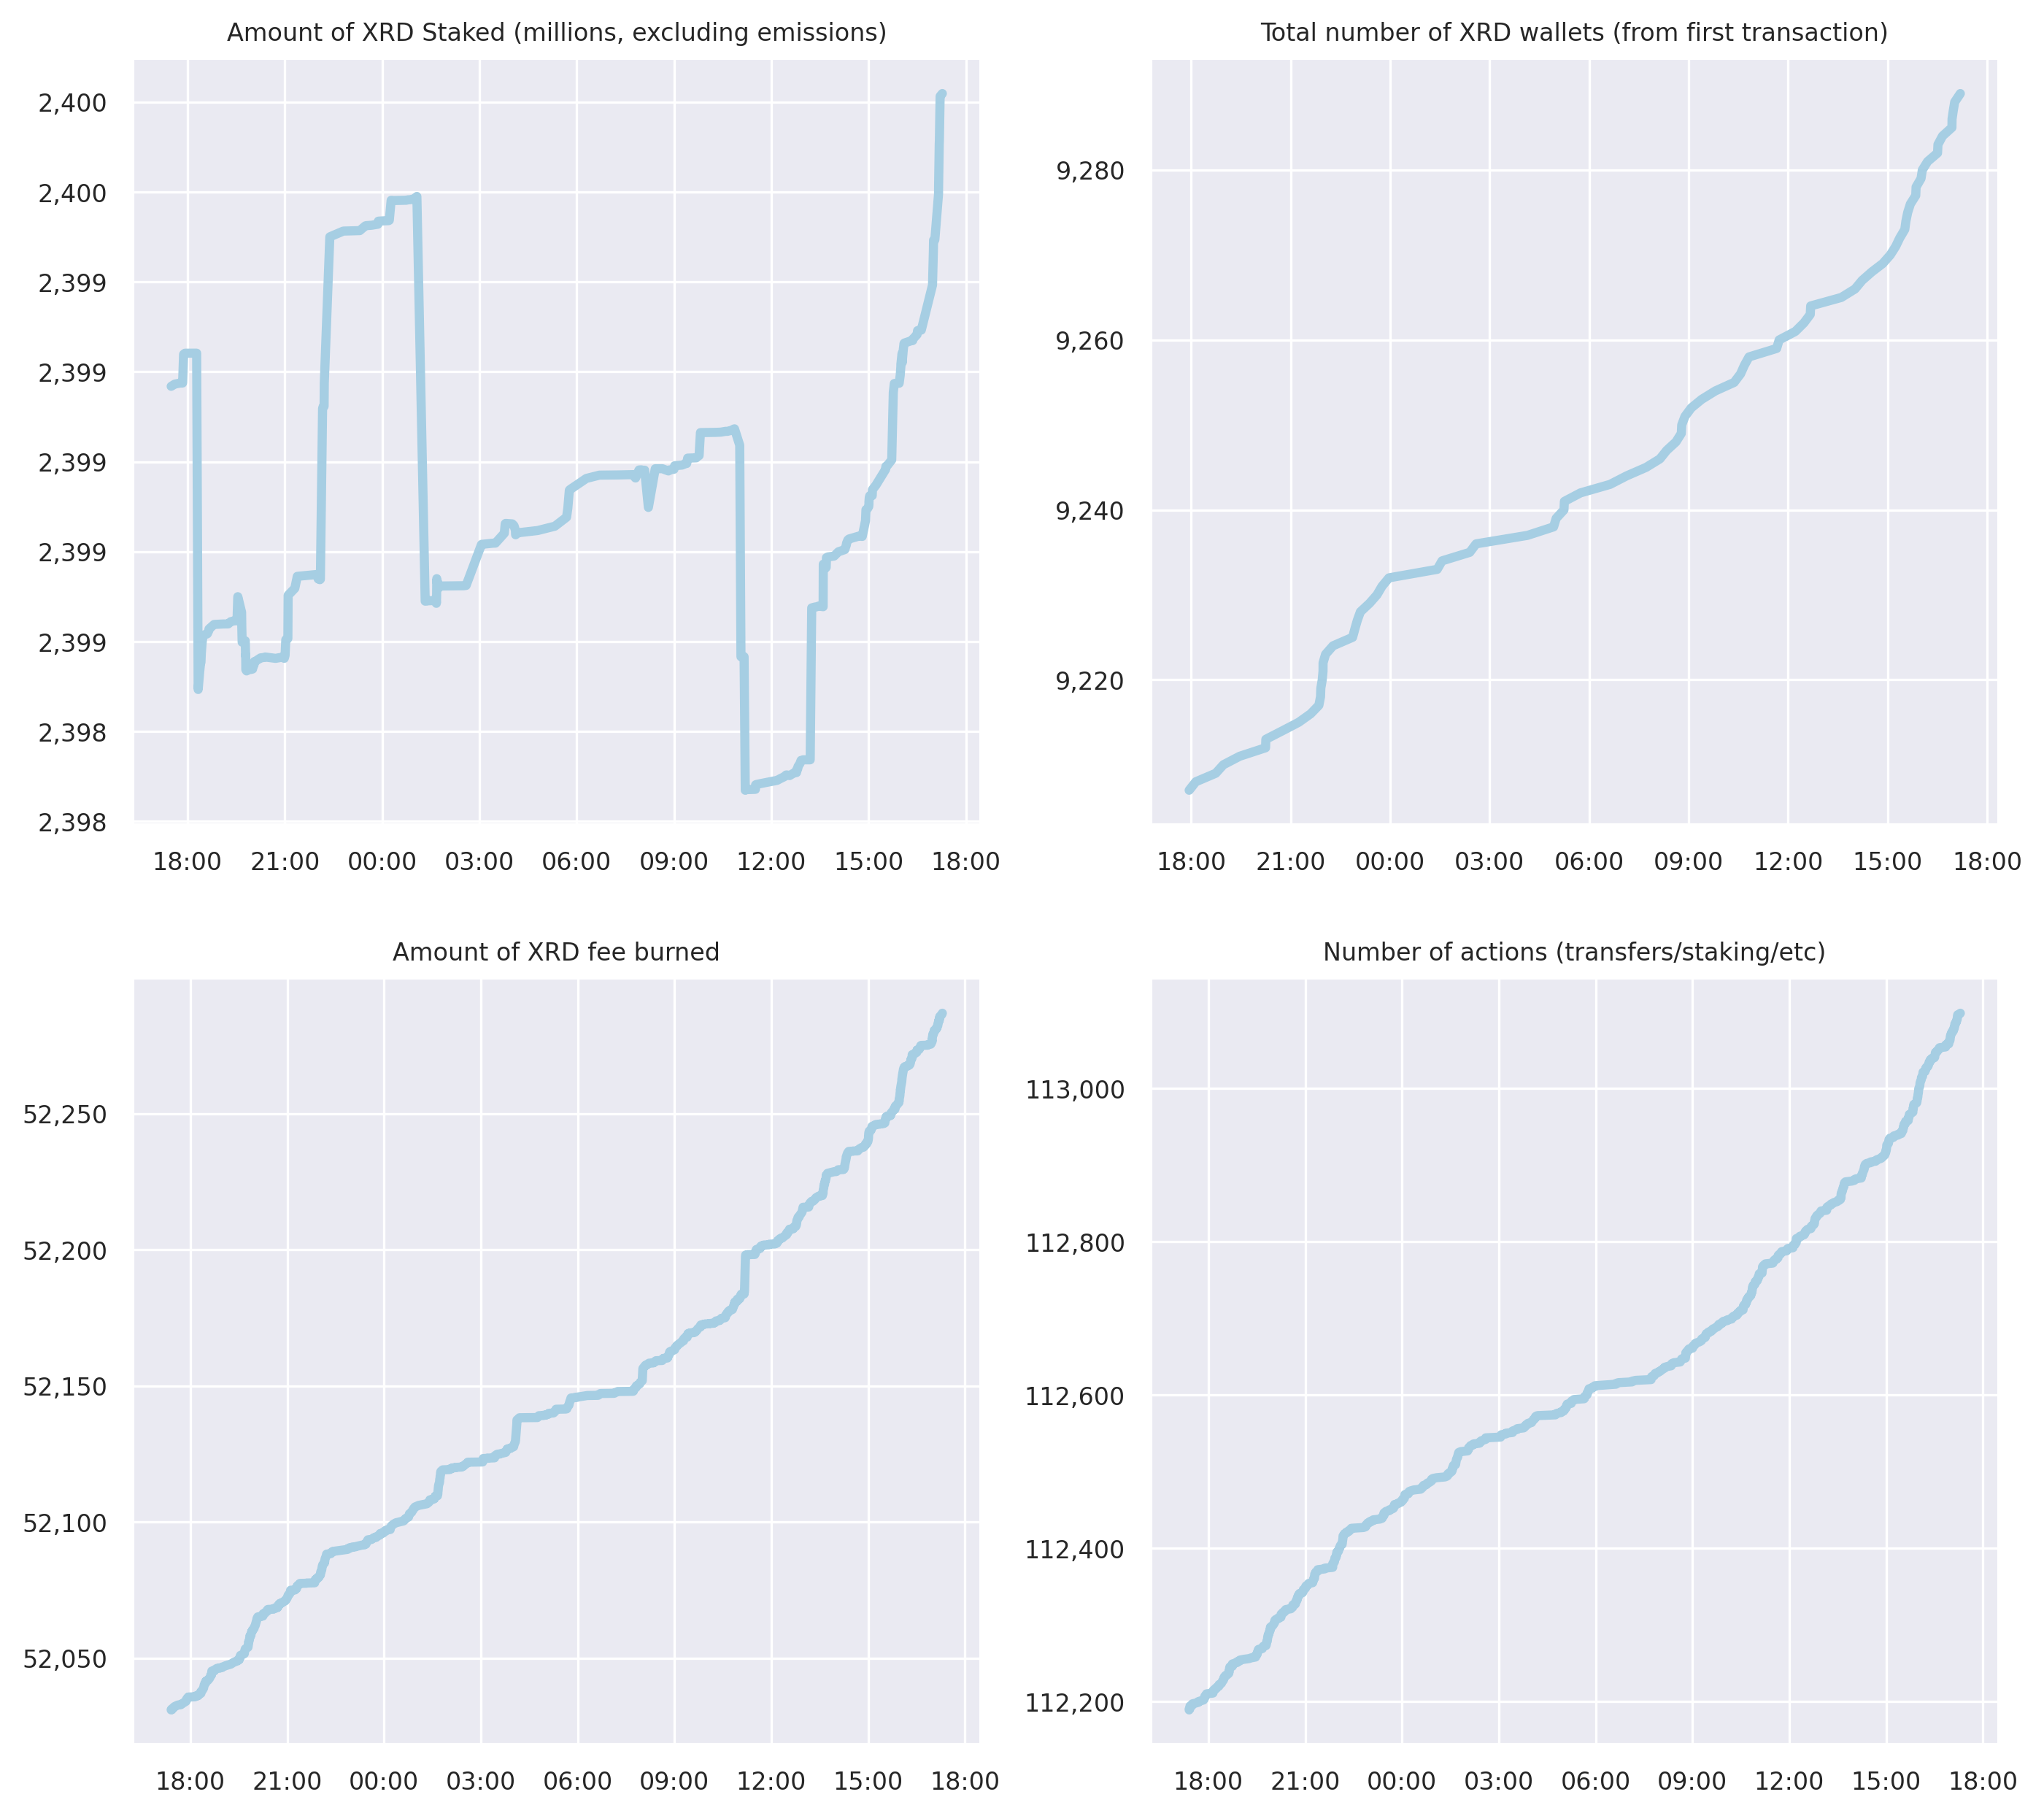 Amount of XRD Staked (millions, excluding emissions)
2,400
2,400
2,399
2,399
2,399
2,399
2,399
2,398
2,398
18:00 21:00 00:00 03:00 06:00 09:00 12:00 15:00 18:00
Total number of XRD wallets (from first transaction)
9,280
9,260
9,240
9,220
18:00 21:00 00:00 03:00 06:00 09:00 12:00 15:00 18:00
Amount of XRD fee burned
52,250
52,200
52,150
52,100
52,050
18:00 21:00 00:00 03:00 06:00 09:00 12:00 15:00 18:00
Number of actions (transfers/staking/etc)
113,000
112,800
112,600
112,400
112,200
18:00 21:00 00:00 03:00 06:00 09:00 12:00 15:00 18:00